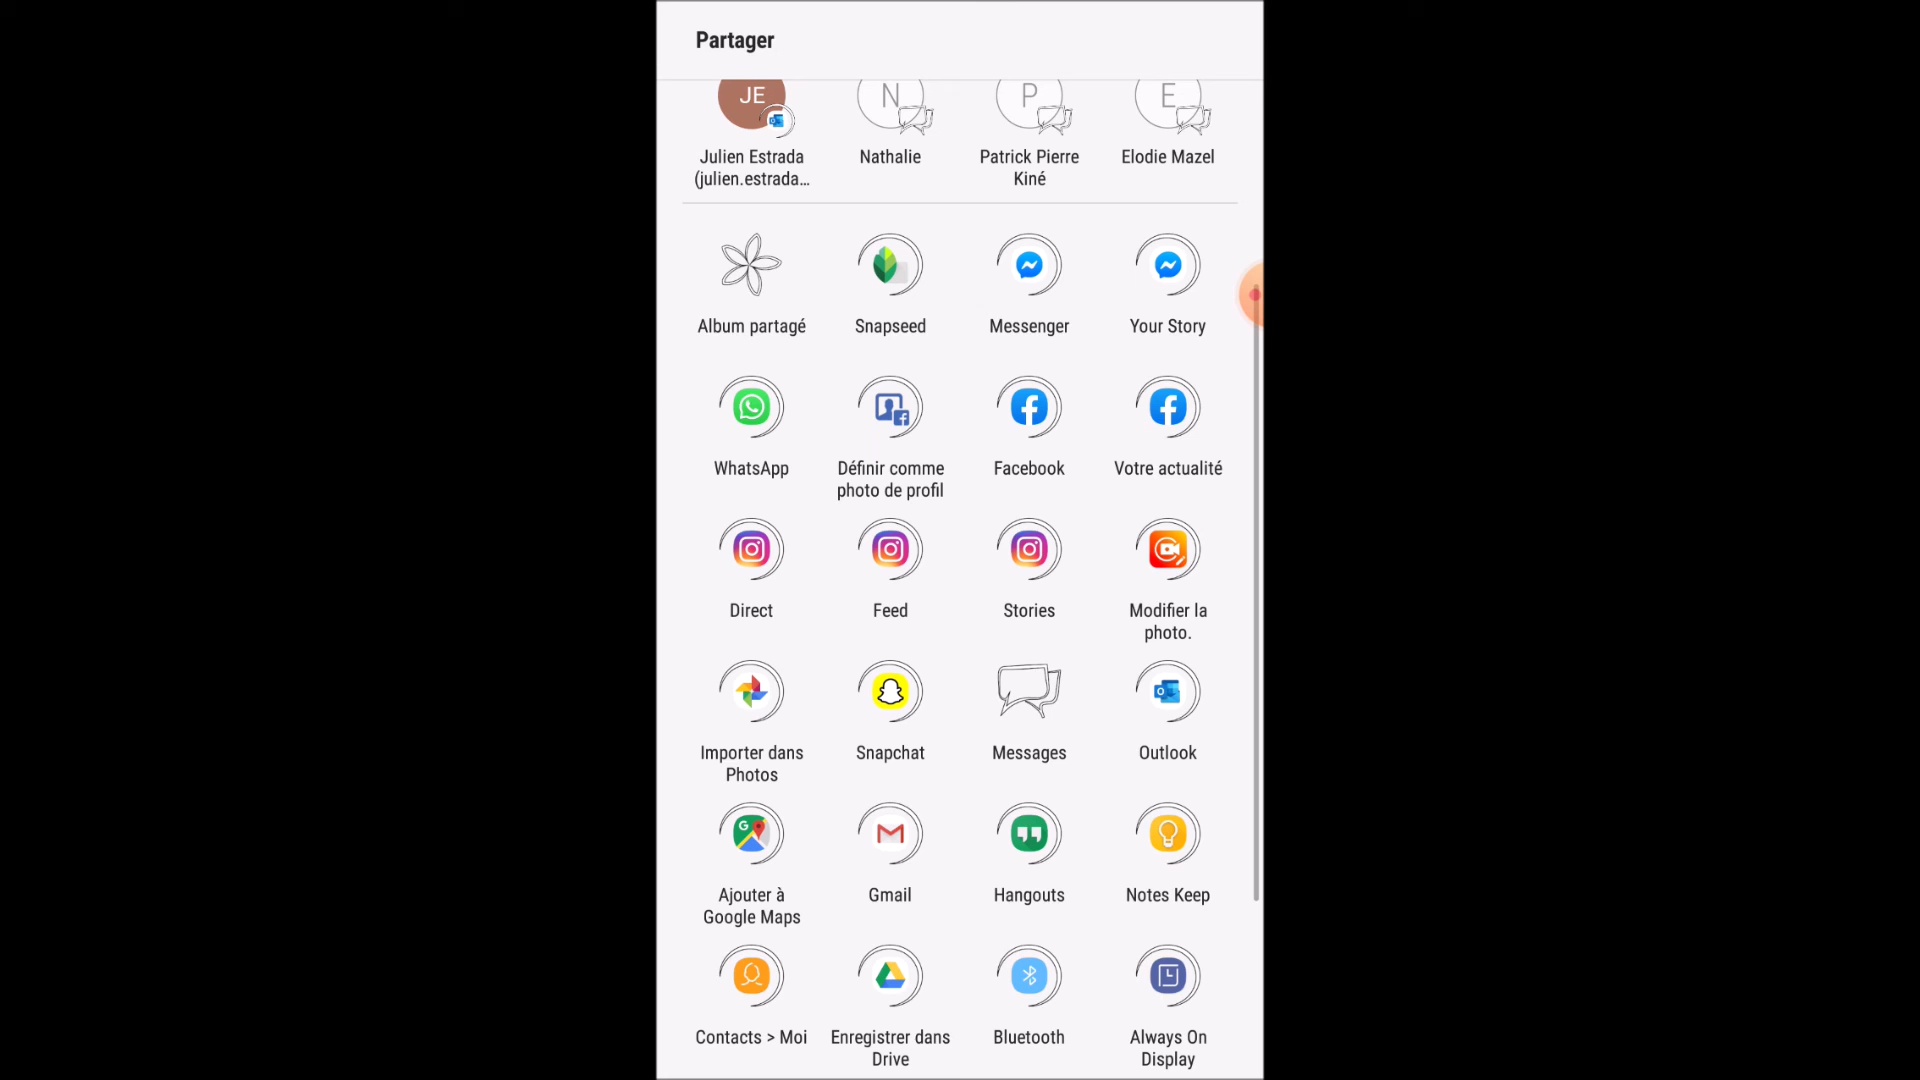 Partager
JE
N
P
E
Julien Estrada
(julien.estrada...
Nathalie
Patrick Pierre
Kiné
Elodie Mazel
Album partagé
Snapseed
Messenger
Your Story
WhatsApp
Définir comme
photo de profil
Facebook
Votre actualité
Direct
Feed
Stories
Modifier la
photo.
Importer dans
Photos
Snapchat
Messages
Outlook
Ajouter à
Google Maps
Gmail
Hangouts
Notes Keep
Contacts > Moi
Enregistrer dans
Drive
Bluetooth
Always On
Display